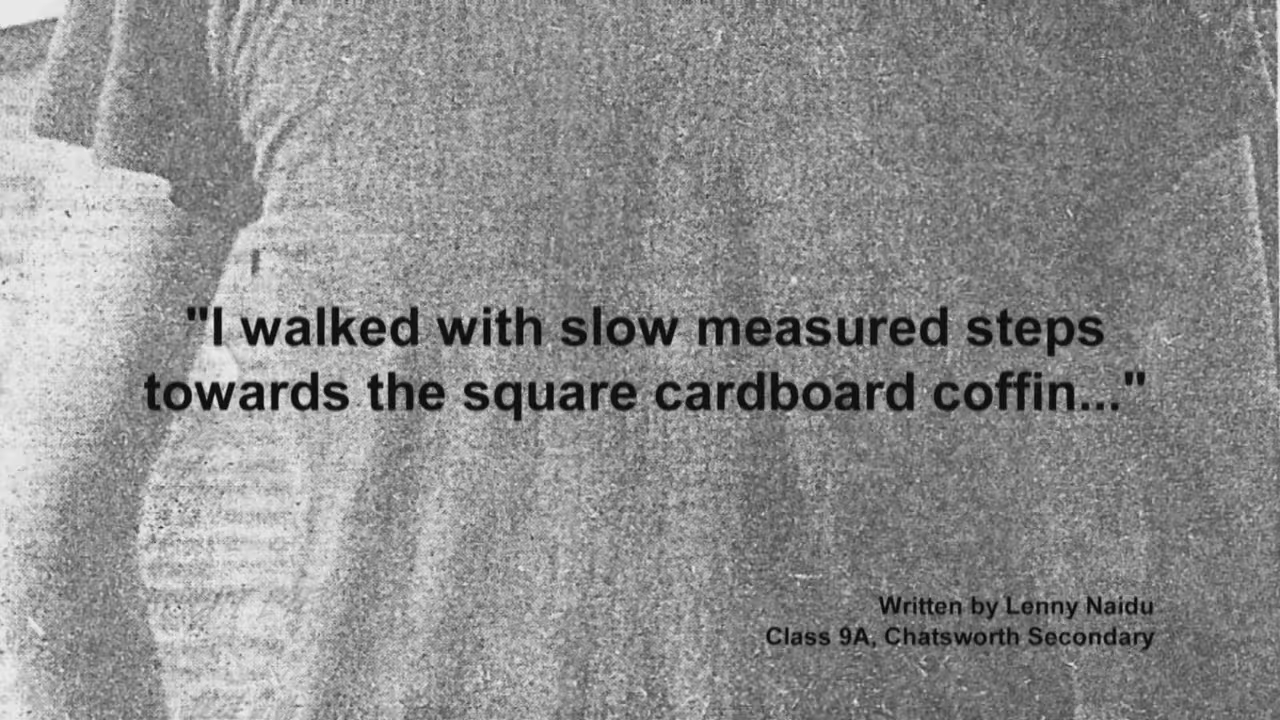 "I walked with slow measured steps
towards the square cardboard coffin..."
Written by Lenny Naidu
Class 9A, Chatsworth Secondary